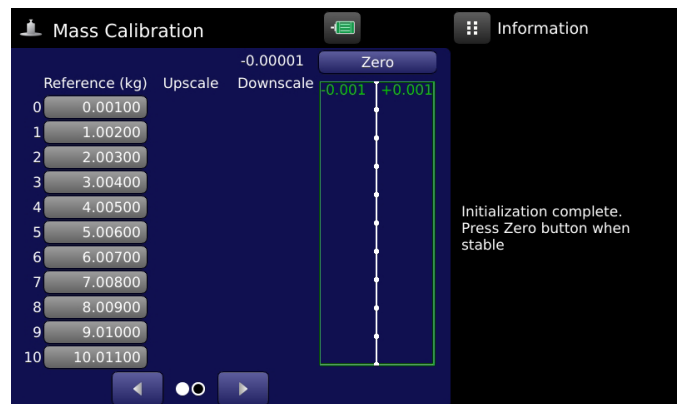 Mass Calibration
Information
-0.00001 Zero
Reference (kg) Upscale Downscale -0.001 +0.001
0 0.00100
1 1.00200
2 2.00300
3 3.00400
4 4.00500
5 5.00600
6 6.00700
7 7.00800
8 8.00900
9 9.01000
10 10.01100
Initialization complete.
Press Zero button when
stable